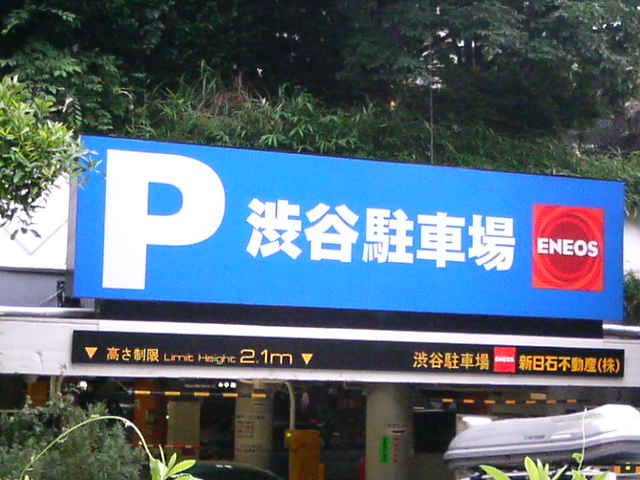 P 渋谷駐車場 ENEOS
▼ 高さ制限 Limit Height 2.1m ▼ 渋谷駐車場 ENEOS 新日石不動産(株)